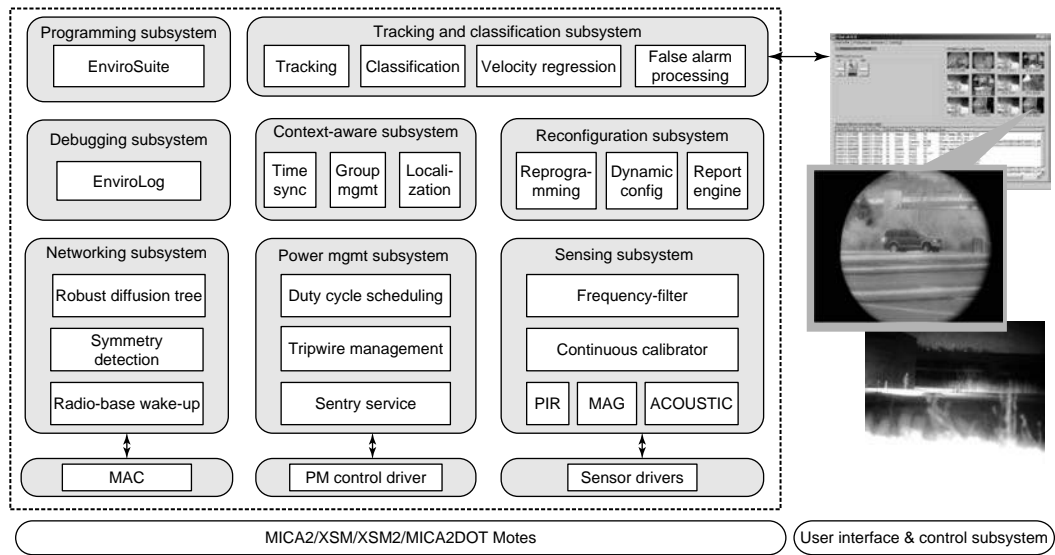 Programming subsystem
EnviroSuite
Tracking and classification subsystem
Tracking
Classification
Velocity regression
False alarm
processing
Debugging subsystem
EnviroLog
Context-aware subsystem
Time
sync
Group
mgmt
Locali-
zation
Reconfiguration subsystem
Reprogra-
mming
Dynamic
config
Report
engine
Networking subsystem
Robust diffusion tree
Symmetry
detection
Radio-base wake-up
Power mgmt subsystem
Duty cycle scheduling
Tripwire management
Sentry service
Sensing subsystem
Frequency-filter
Continuous calibrator
PIR
MAG
ACOUSTIC
MAC
PM control driver
Sensor drivers
MICA2/XSM/XSM2/MICA2DOT Motes
User interface & control subsystem